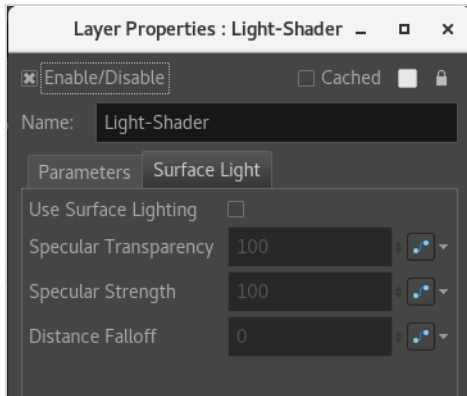 Layer Properties : Light-Shader
Enable/Disable Cached
Name: Light-Shader
Parameters Surface Light
Use Surface Lighting
Specular Transparency 100
Specular Strength 100
Distance Falloff 0